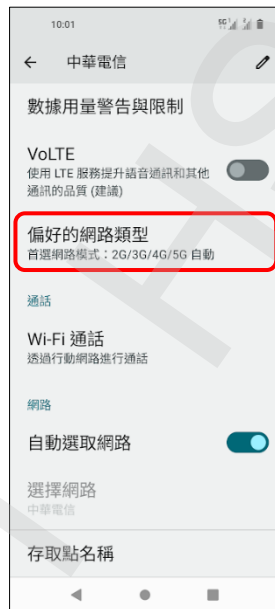 10:01
5G
中華電信
數據用量警告與限制
VoLTE
使用 LTE 服務提升語音通訊和其他
通訊的品質 (建議)
偏好的網路類型
首選網路模式：2G/3G/4G/5G 自動
通話
Wi-Fi 通話
透過行動網路進行通話
網路
自動選取網路
選擇網路
中華電信
存取點名稱